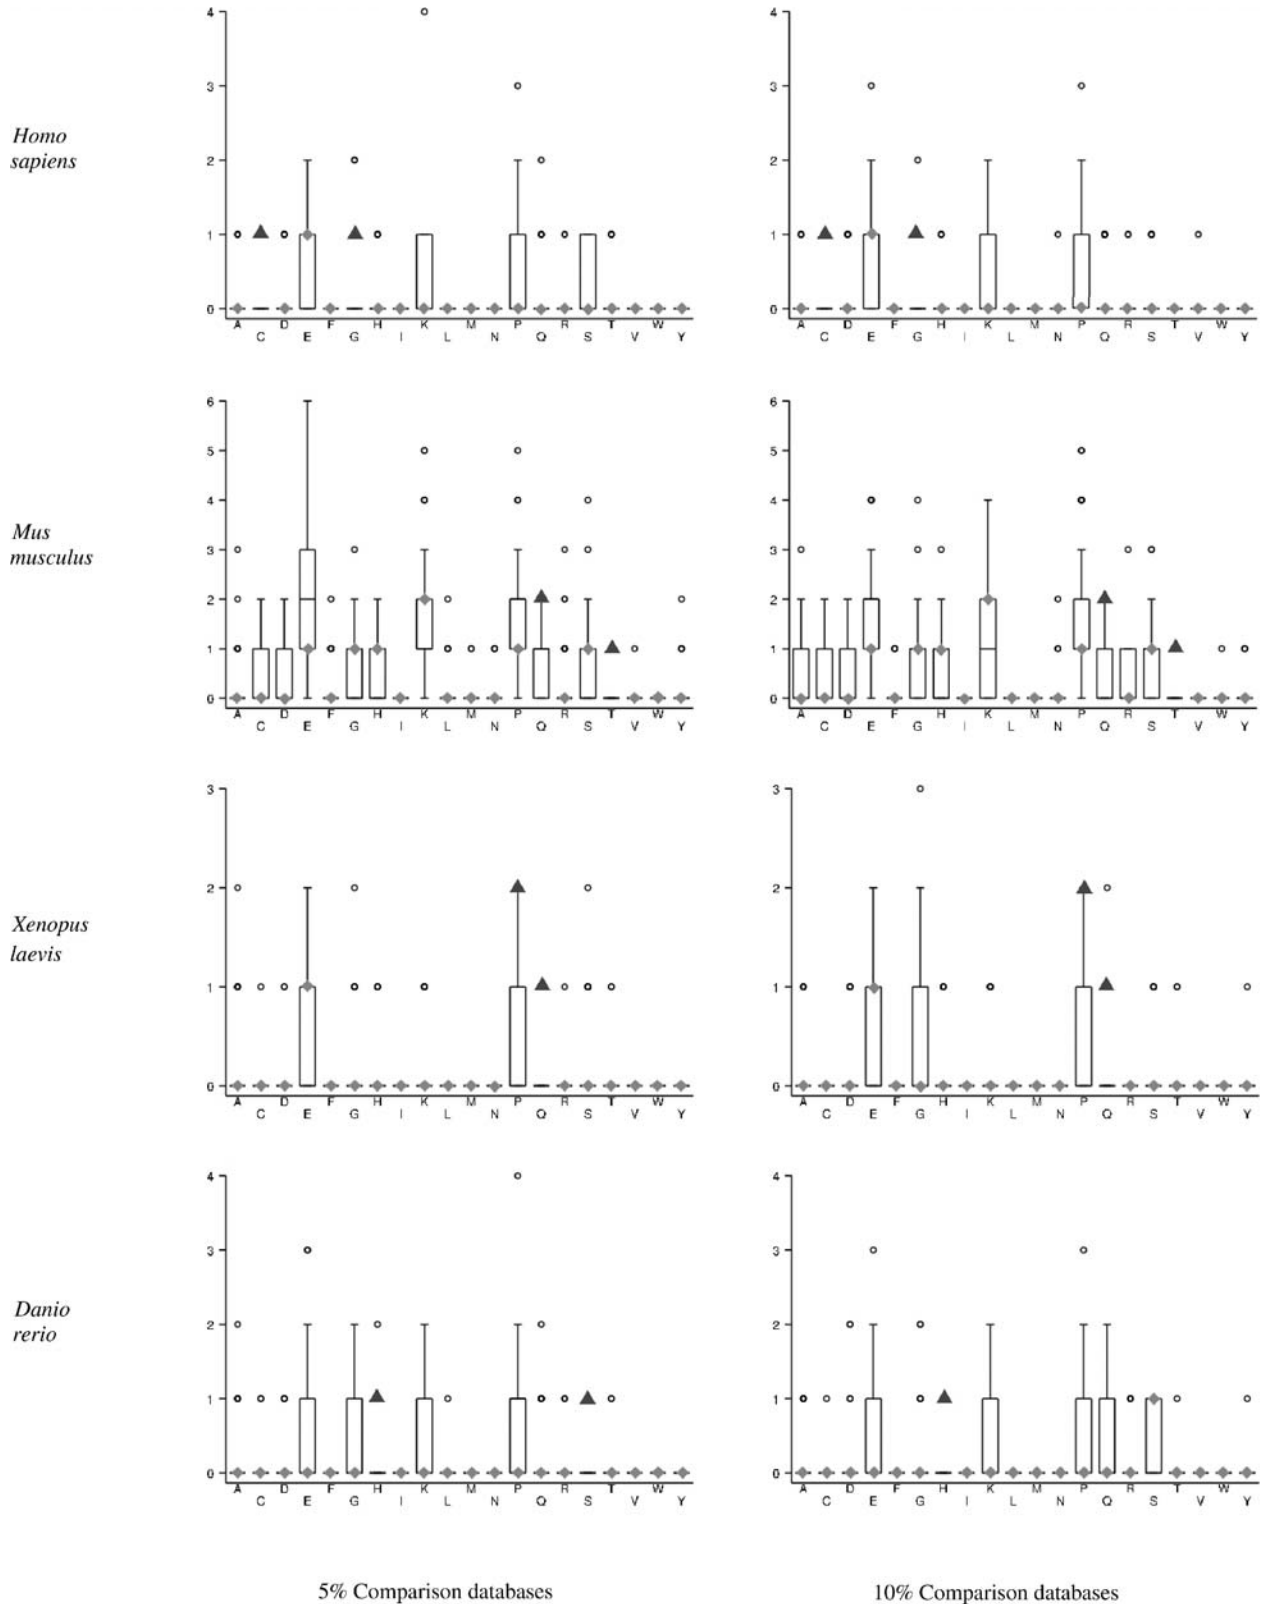 4 4
3 3
Homo
sapiens
2 2
1 1
0 0
A D F H K M P R T W A D F H K M P R T W
C E G I L N Q S V Y C E G I L N Q S V Y
6 6
5 5
4 4
Mus
musculus
3 3
2 2
1 1
0 0
A D F H K M P R T W A D F H K M P R T W
C E G I L N Q S V Y C E G I L N Q S V Y
3 3
2 2
Xenopus
laevis
1 1
0 0
A D F H K M P R T W A D F H K M P R T W
C E G I L N Q S V Y C E G I L N Q S V Y
4 4
3 3
Danio
rerio
2 2
1 1
0 0
A D F H K M P R T W A D F H K M P R T W
C E G I L N Q S V Y C E G I L N Q S V Y
5% Comparison databases 10% Comparison databases